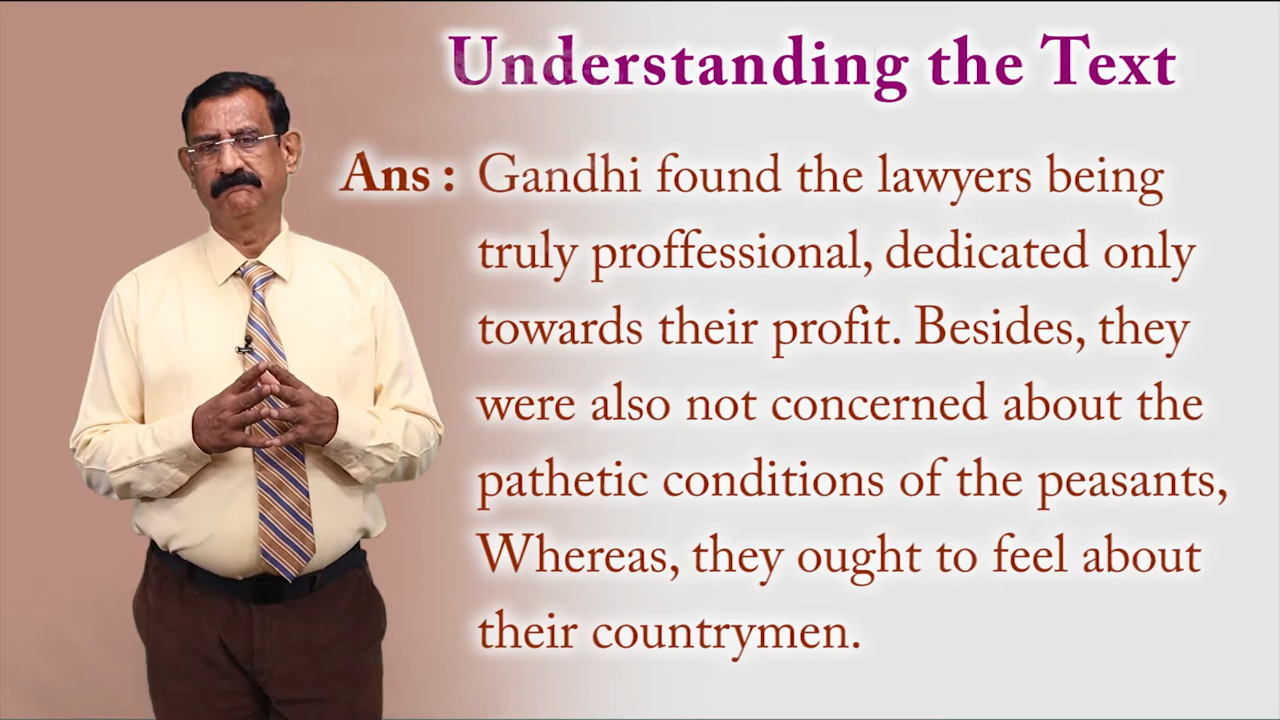 Understanding the Text
Ans : Gandhi found the lawyers being
truly proffessional, dedicated only
towards their profit. Besides, they
were also not concerned about the
pathetic conditions of the peasants,
Whereas, they ought to feel about
their countrymen.